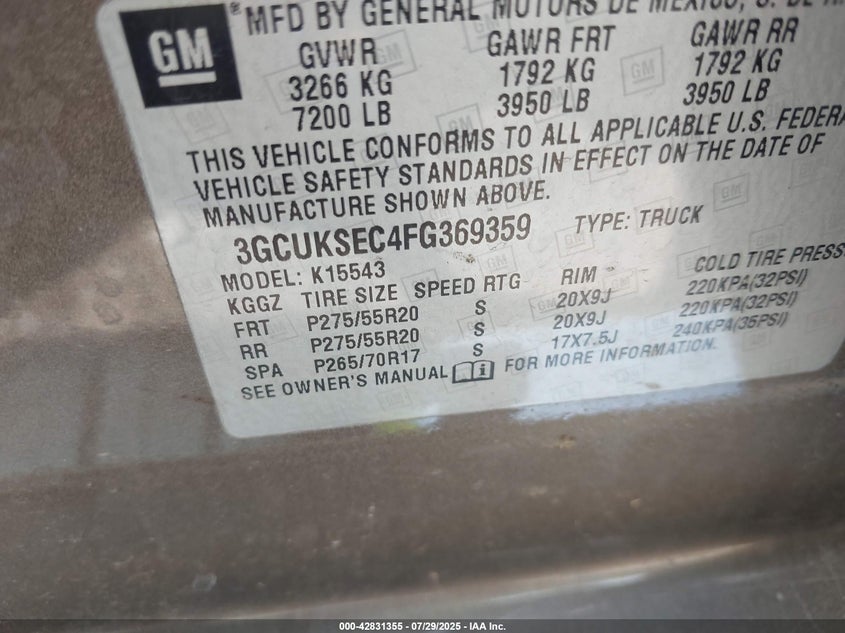 GM
® MFD BY GENERAL MOTORS DE MEXICO, S. DE R.
GVWR GAWR FRT GAWR RR
3266 KG 1792 KG 1792 KG
7200 LB 3950 LB 3950 LB
THIS VEHICLE CONFORMS TO ALL APPLICABLE U.S. FEDERA
VEHICLE SAFETY STANDARDS IN EFFECT ON THE DATE OF
MANUFACTURE SHOWN ABOVE.
3GCUKSEC4FG369359 TYPE: TRUCK
MODEL: K15543
KGGZ TIRE SIZE SPEED RTG RIM COLD TIRE PRESS
FRT P275/55R20 S 20X9J 220KPA(32PSI)
RR P275/55R20 S 20X9J 220KPA(32PSI)
SPA P265/70R17 S 17X7.5J 240KPA(35PSI)
SEE OWNER'S MANUAL FOR MORE INFORMATION.
000-42831355 | 07/29/2025 - IAA Inc.